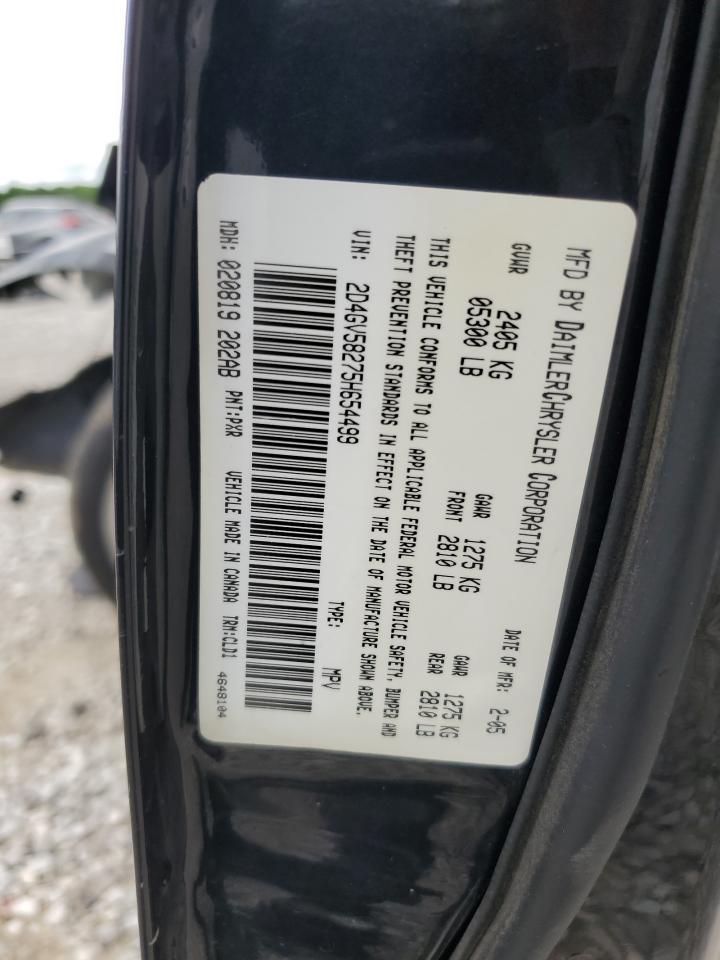 MFD BY DAIMLERCHRYSLER CORPORATION
DATE OF MFR: 2-05
GVWR 2405 KG
05300 LB
GAWR 1275 KG
FRONT 2810 LB
GAWR 1275 KG
REAR 2810 LB
THIS VEHICLE CONFORMS TO ALL APPLICABLE FEDERAL MOTOR VEHICLE SAFETY, BUMPER AND
THEFT PREVENTION STANDARDS IN EFFECT ON THE DATE OF MANUFACTURE SHOWN ABOVE.
VIN: 2D4GV58275H654499 TYPE: MPV
MDH: 020819 202AB PNT:PXR VEHICLE MADE IN CANADA TRM:CLD1
4648104